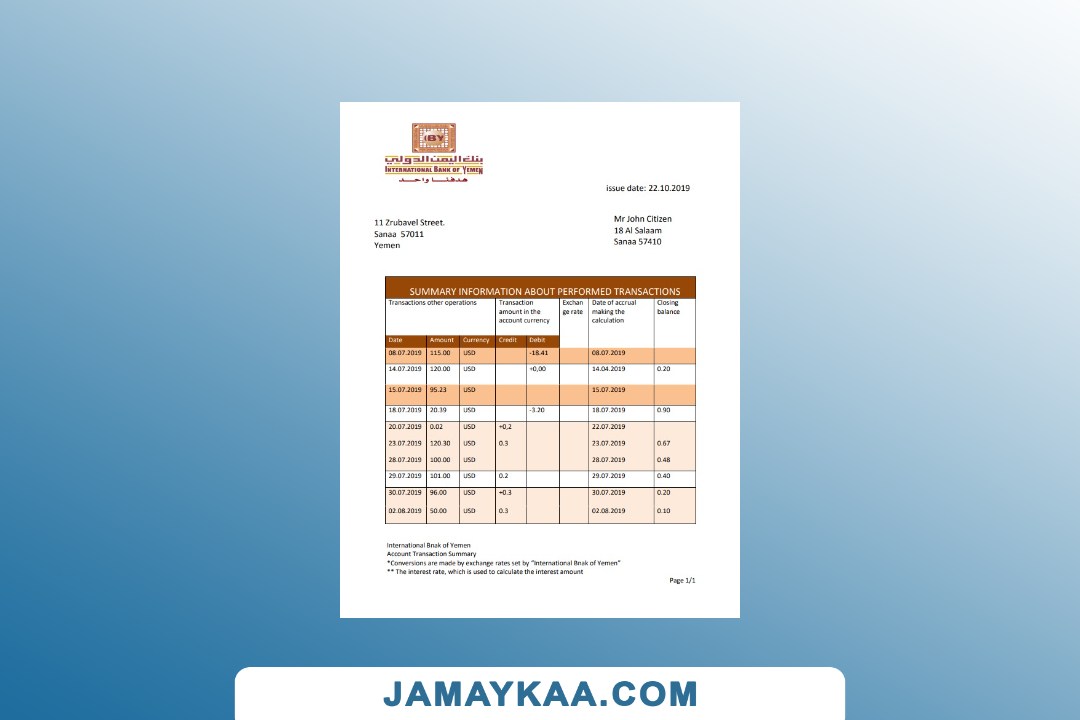 IBY
بنك اليمن الدولي
INTERNATIONAL BANK OF YEMEN
هدفنا واحد
issue date: 22.10.2019
11 Zrubavel Street.
Sanaa 57011
Yemen
Mr John Citizen
18 Al Salaam
Sanaa 57410
SUMMARY INFORMATION ABOUT PERFORMED TRANSACTIONS
Transactions other operations
Transaction
amount in the
account currency
Exchan
ge rate
Date of accrual
making the
calculation
Closing
balance
Date Amount Currency Credit Debit
08.07.2019 115.00 USD -18.41 08.07.2019
14.07.2019 120.00 USD +0,00 14.04.2019 0.20
15.07.2019 95.23 USD 15.07.2019
18.07.2019 20.39 USD -3.20 18.07.2019 0.90
20.07.2019 0.02 USD +0,2 22.07.2019
23.07.2019 120.30 USD 0.3 23.07.2019 0.67
28.07.2019 100.00 USD 28.07.2019 0.48
29.07.2019 101.00 USD 0.2 29.07.2019 0.40
30.07.2019 96.00 USD +0.3 30.07.2019 0.20
02.08.2019 50.00 USD 0.3 02.08.2019 0.10
International Bnak of Yemen
Account Transaction Summary
*Conversions are made by exchange rates set by "International Bnak of Yemen"
** The interest rate, which is used to calculate the interest amount
Page 1/1
JAMAYKAA.COM